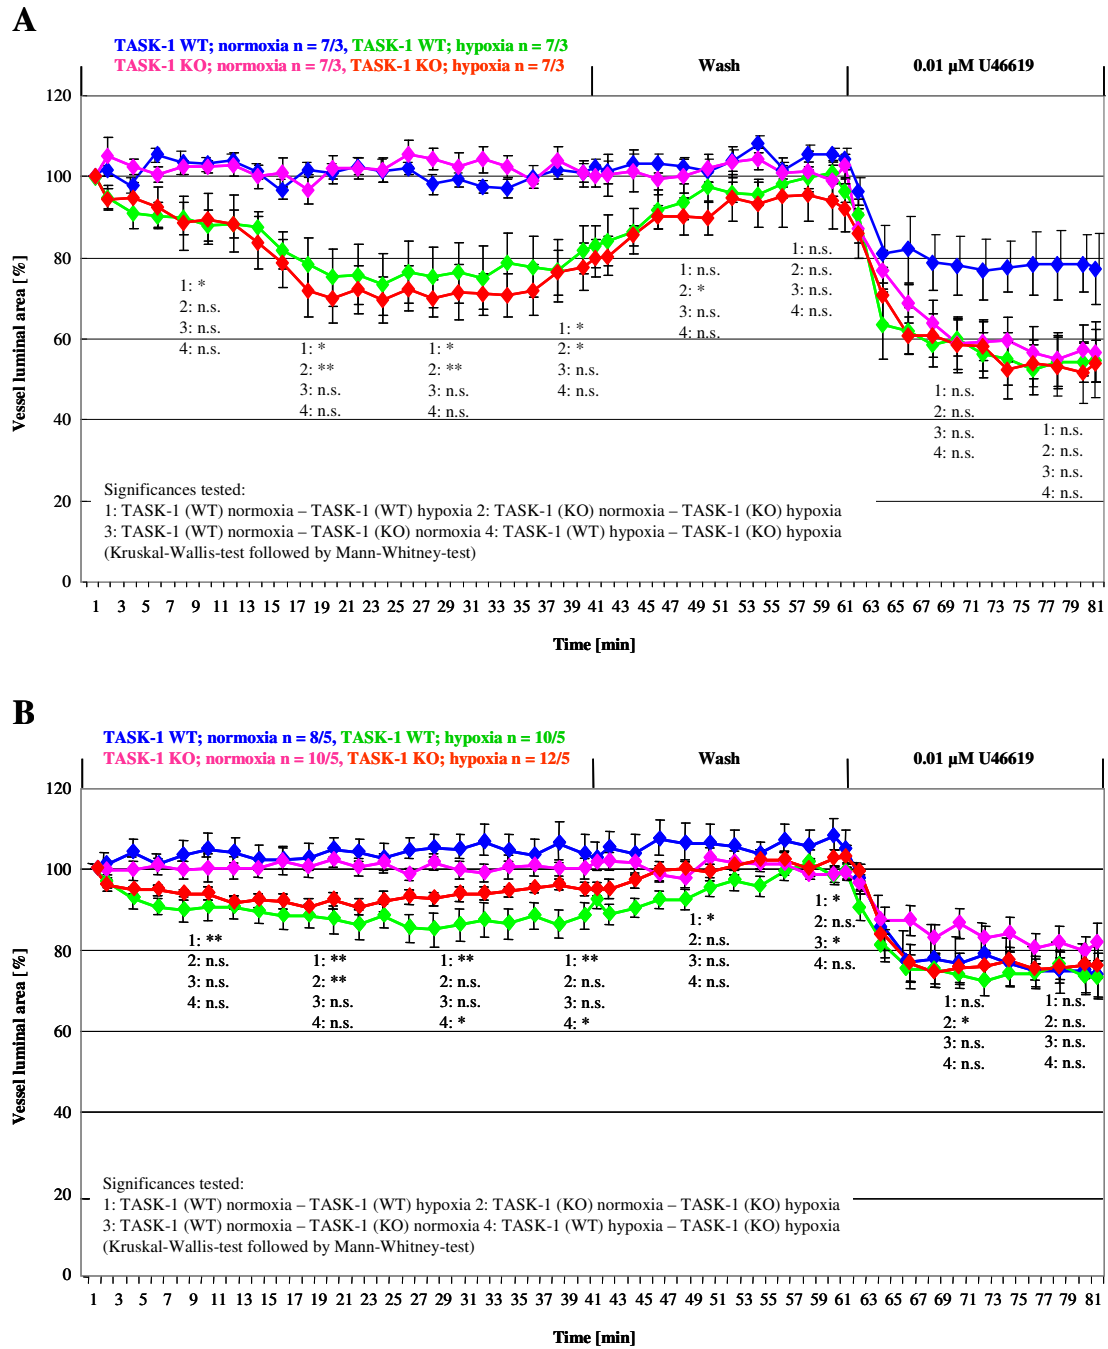 A
TASK-1 WT; normoxia n = 7/3, TASK-1 WT; hypoxia n = 7/3
TASK-1 KO; normoxia n = 7/3, TASK-1 KO; hypoxia n = 7/3
Wash
0.01 µM U46619
Vessel luminal area [%]
120
100
80
60
40
20
0
1: *
2: n.s.
3: n.s.
4: n.s.
1: *
2: **
3: n.s.
4: n.s.
1: *
2: **
3: n.s.
4: n.s.
1: *
2: *
3: n.s.
4: n.s.
1: n.s.
2: *
3: n.s.
4: n.s.
1: n.s.
2: n.s.
3: n.s.
4: n.s.
1: n.s.
2: n.s.
3: n.s.
4: n.s.
1: n.s.
2: n.s.
3: n.s.
4: n.s.
Significances tested:
1: TASK-1 (WT) normoxia – TASK-1 (WT) hypoxia 2: TASK-1 (KO) normoxia – TASK-1 (KO) hypoxia
3: TASK-1 (WT) normoxia – TASK-1 (KO) normoxia 4: TASK-1 (WT) hypoxia – TASK-1 (KO) hypoxia
(Kruskal-Wallis-test followed by Mann-Whitney-test)
1 3 5 7 9 11 13 15 17 19 21 23 25 27 29 31 33 35 37 39 41 43 45 47 49 51 53 55 57 59 61 63 65 67 69 71 73 75 77 79 81
Time [min]
B
TASK-1 WT; normoxia n = 8/5, TASK-1 WT; hypoxia n = 10/5
TASK-1 KO; normoxia n = 10/5, TASK-1 KO; hypoxia n = 12/5
Wash
0.01 µM U46619
Vessel luminal area [%]
120
100
80
60
40
20
0
1: **
2: n.s.
3: n.s.
4: n.s.
1: **
2: **
3: n.s.
4: n.s.
1: **
2: n.s.
3: n.s.
4: *
1: **
2: n.s.
3: n.s.
4: *
1: *
2: n.s.
3: n.s.
4: n.s.
1: *
2: n.s.
3: *
4: n.s.
1: n.s.
2: *
3: n.s.
4: n.s.
1: n.s.
2: n.s.
3: n.s.
4: n.s.
Significances tested:
1: TASK-1 (WT) normoxia – TASK-1 (WT) hypoxia 2: TASK-1 (KO) normoxia – TASK-1 (KO) hypoxia
3: TASK-1 (WT) normoxia – TASK-1 (KO) normoxia 4: TASK-1 (WT) hypoxia – TASK-1 (KO) hypoxia
(Kruskal-Wallis-test followed by Mann-Whitney-test)
1 3 5 7 9 11 13 15 17 19 21 23 25 27 29 31 33 35 37 39 41 43 45 47 49 51 53 55 57 59 61 63 65 67 69 71 73 75 77 79 81
Time [min]